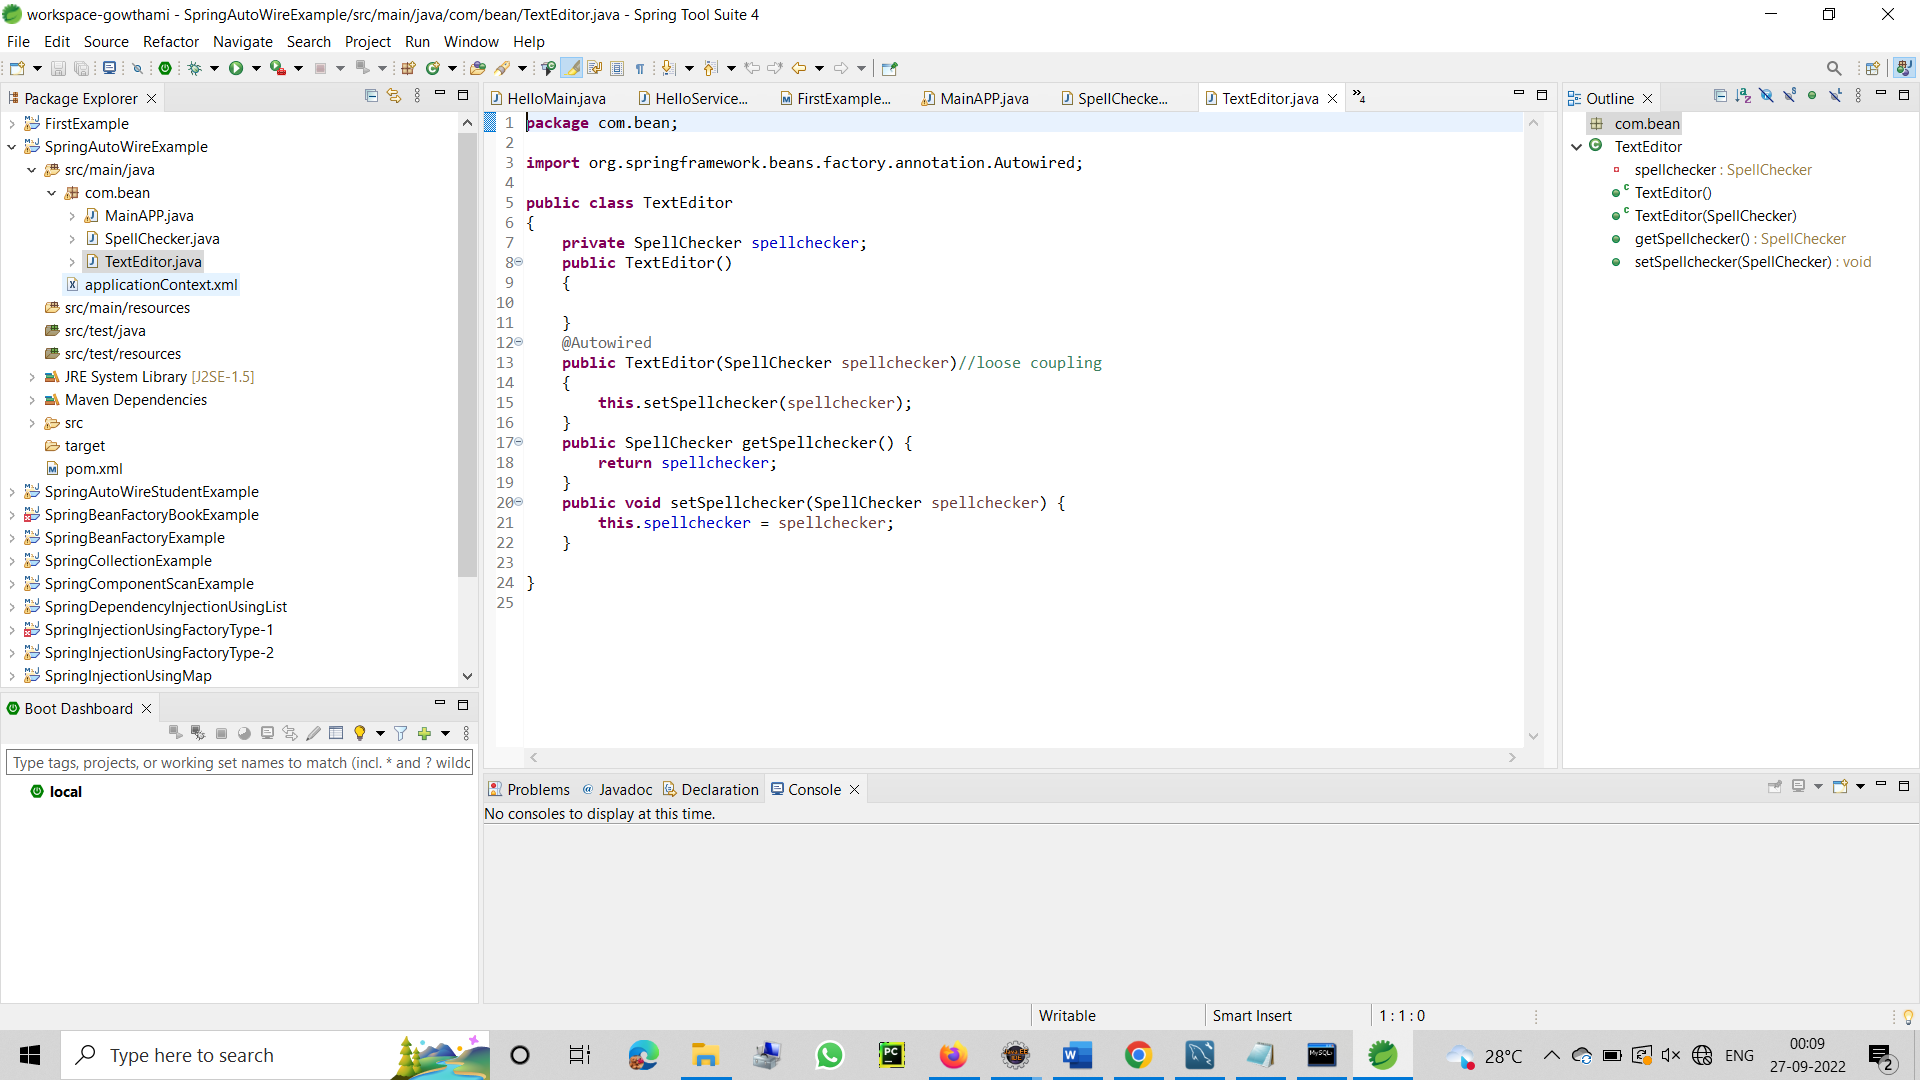 workspace-gowthami - SpringAutoWireExample/src/main/java/com/bean/TextEditor.java - Spring Tool Suite 4
File Edit Source Refactor Navigate Search Project Run Window Help
Package Explorer
FirstExample
SpringAutoWireExample
src/main/java
com.bean
MainAPP.java
SpellChecker.java
TextEditor.java
applicationContext.xml
src/main/resources
src/test/java
src/test/resources
JRE System Library [J2SE-1.5]
Maven Dependencies
src
target
pom.xml
SpringAutoWireStudentExample
SpringBeanFactoryBookExample
SpringBeanFactoryExample
SpringCollectionExample
SpringComponentScanExample
SpringDependencyInjectionUsingList
SpringInjectionUsingFactoryType-1
SpringInjectionUsingFactoryType-2
SpringInjectionUsingMap
Boot Dashboard
Type tags, projects, or working set names to match (incl. * and ? wildc
local
HelloMain.java HelloService... FirstExample... MainAPP.java SpellChecke... TextEditor.java »4
1 package com.bean;
2
3 import org.springframework.beans.factory.annotation.Autowired;
4
5 public class TextEditor
6 {
7 private SpellChecker spellchecker;
8 public TextEditor()
9 {
10
11 }
12 @Autowired
13 public TextEditor(SpellChecker spellchecker)//loose coupling
14 {
15 this.setSpellchecker(spellchecker);
16 }
17 public SpellChecker getSpellchecker() {
18 return spellchecker;
19 }
20 public void setSpellchecker(SpellChecker spellchecker) {
21 this.spellchecker = spellchecker;
22 }
23
24 }
25
Outline
com.bean
TextEditor
spellchecker : SpellChecker
TextEditor()
TextEditor(SpellChecker)
getSpellchecker() : SpellChecker
setSpellchecker(SpellChecker) : void
Problems @ Javadoc Declaration Console
No consoles to display at this time.
Writable Smart Insert 1 : 1 : 0
Type here to search
28°C ENG
00:09
27-09-2022
2